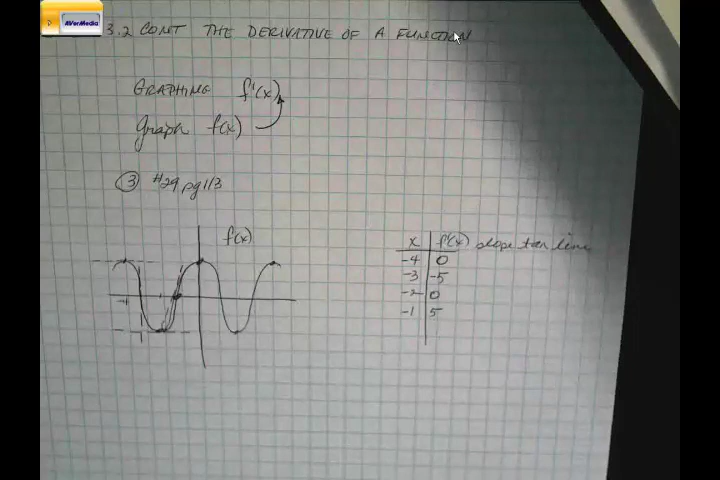 AVerMedia
3.2 CONT THE DERIVATIVE OF A FUNCTION
GRAPHING f'(x)
Graph f(x)
③ #29 pg 113
f(x)
x f'(x) slope tan line
-4 0
-3 -5
-2 0
-1 5
-4